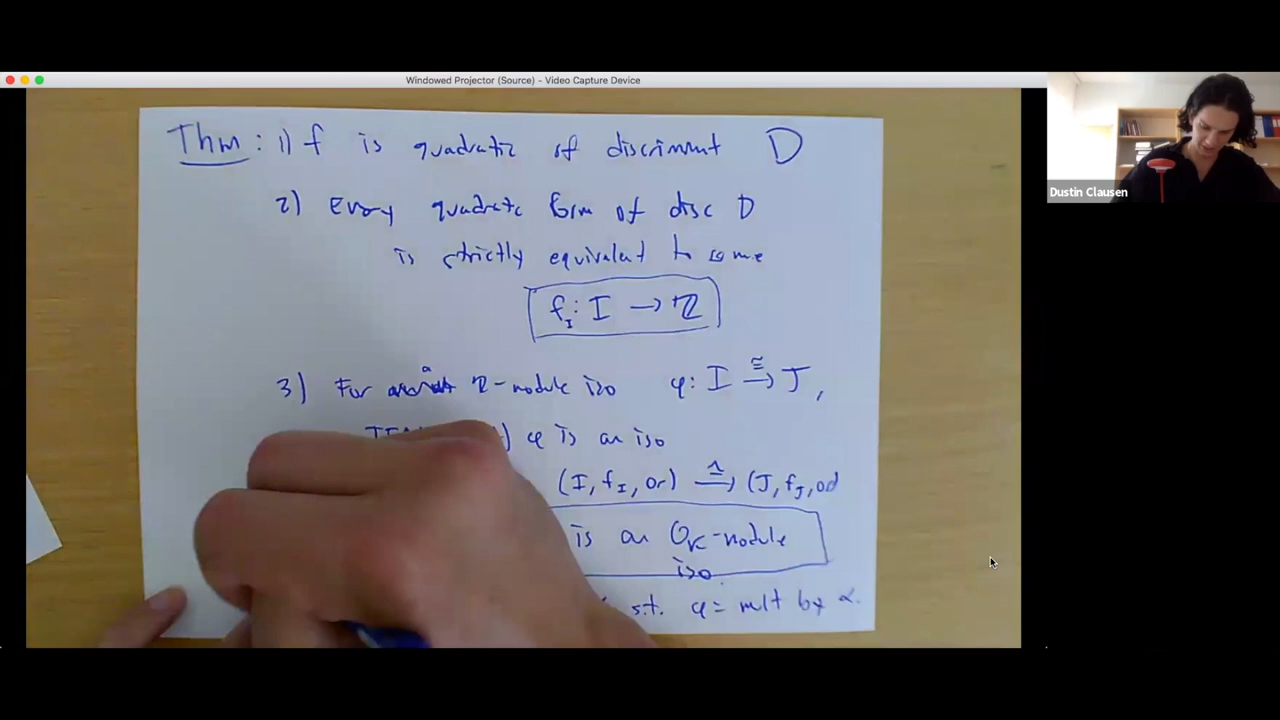 Windowed Projector (Source) - Video Capture Device
Thm: 1) f is quadratic of discriminant D
Dustin Clausen
2) Every quadratic form of disc D
is strictly equivalent to some
f_I: I → ℤ
3) For a ℤ-module iso φ: I ≅→ J,
φ is an iso
(I, f_I, or) ≅→ (J, f_J, or)
is an O_K-module
iso
s.t. φ = mult by α.